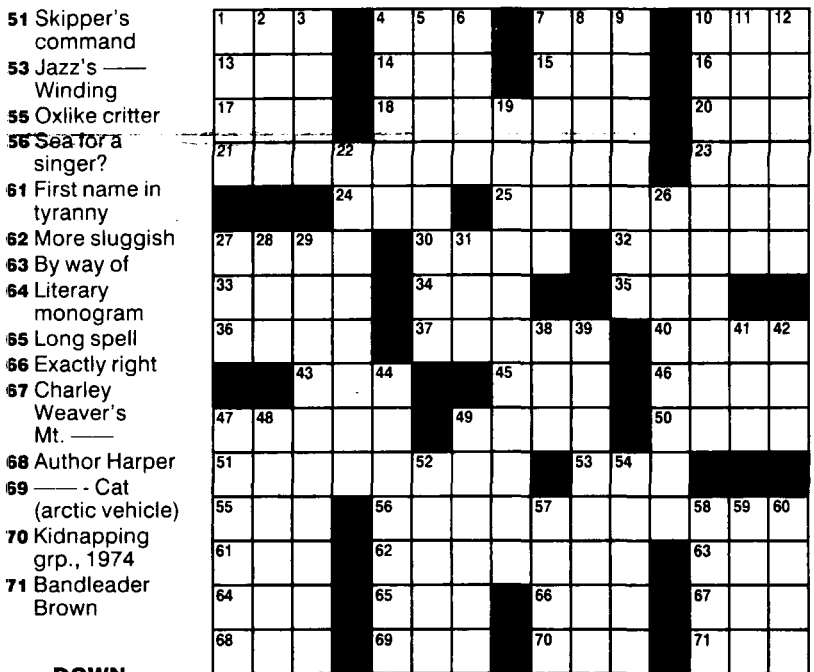 51 Skipper's
command
53 Jazz's ——
Winding
55 Oxlike critter
56 Sea for a
singer?
61 First name in
tyranny
62 More sluggish
63 By way of
64 Literary
monogram
65 Long spell
66 Exactly right
67 Charley
Weaver's
Mt. ——
68 Author Harper
69 —— - Cat
(arctic vehicle)
70 Kidnapping
grp., 1974
71 Bandleader
Brown
DOWN
1 2 3 4 5 6 7 8 9 10 11 12
13 14 15 16
17 18 19 20
21 22 23
24 25 26
27 28 29 30 31 32
33 34 35
36 37 38 39 40 41 42
43 44 45 46
47 48 49 50
51 52 53 54
55 56 57 58 59 60
61 62 63
64 65 66 67
68 69 70 71